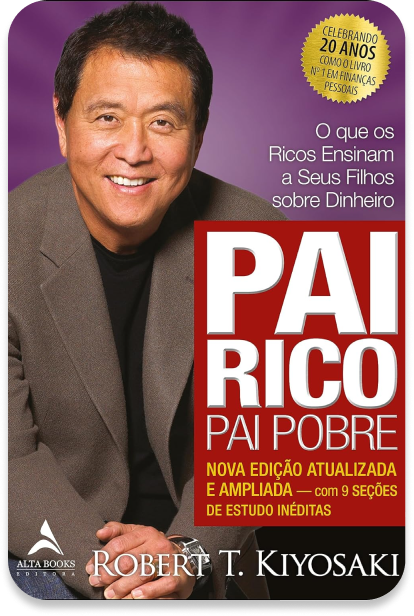 CELEBRANDO
20 ANOS
COMO O LIVRO
Nº 1 EM FINANÇAS
PESSOAIS
O que os
Ricos Ensinam
a Seus Filhos
sobre Dinheiro
PAI
RICO
PAI POBRE
NOVA EDIÇÃO ATUALIZADA
E AMPLIADA — com 9 SEÇÕES
DE ESTUDO INÉDITAS
ALTA BOOKS
EDITORA
ROBERT T. KIYOSAKI